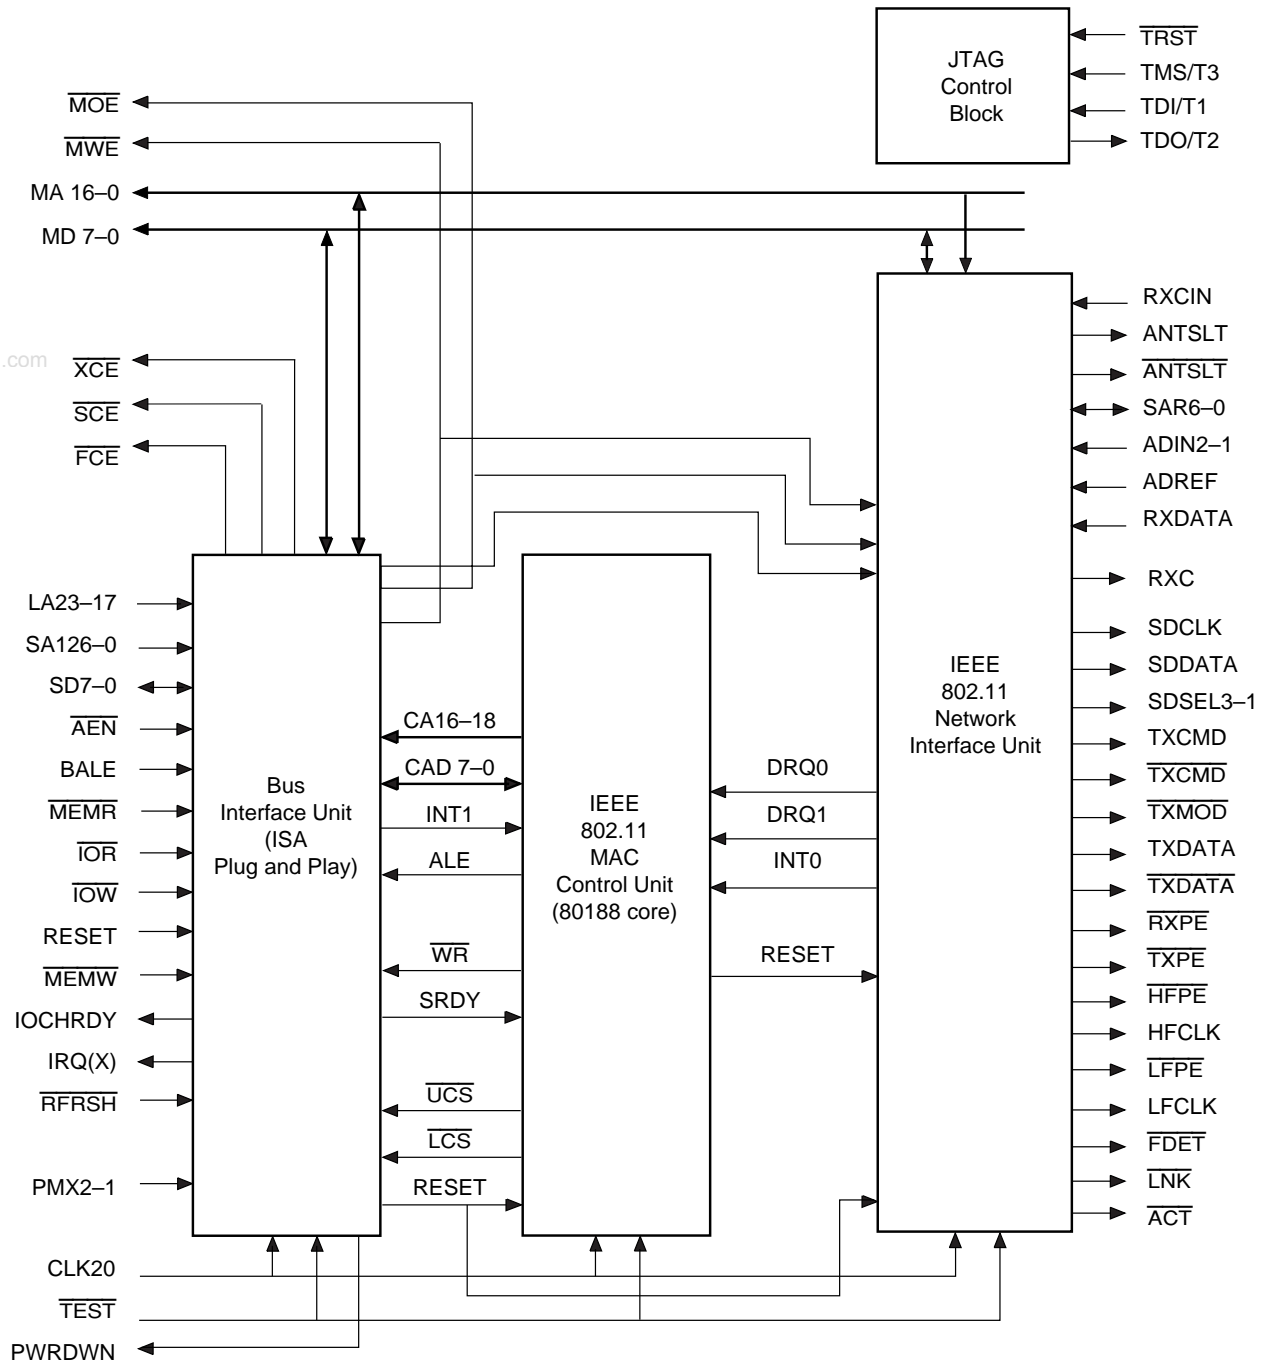 JTAG
Control
Block
TRST
TMS/T3
TDI/T1
TDO/T2
MOE
MWE
MA 16–0
MD 7–0
.com
XCE
SCE
FCE
LA23–17
SA126–0
SD7–0
AEN
BALE
MEMR
IOR
IOW
RESET
MEMW
IOCHRDY
IRQ(X)
RFRSH
PMX2–1
CLK20
TEST
PWRDWN
Bus
Interface Unit
(ISA
Plug and Play)
CA16–18
CAD 7–0
INT1
ALE
WR
SRDY
UCS
LCS
RESET
IEEE
802.11
MAC
Control Unit
(80188 core)
DRQ0
DRQ1
INT0
RESET
IEEE
802.11
Network
Interface Unit
RXCIN
ANTSLT
ANTSLT
SAR6–0
ADIN2–1
ADREF
RXDATA
RXC
SDCLK
SDDATA
SDSEL3–1
TXCMD
TXCMD
TXMOD
TXDATA
TXDATA
RXPE
TXPE
HFPE
HFCLK
LFPE
LFCLK
FDET
LNK
ACT